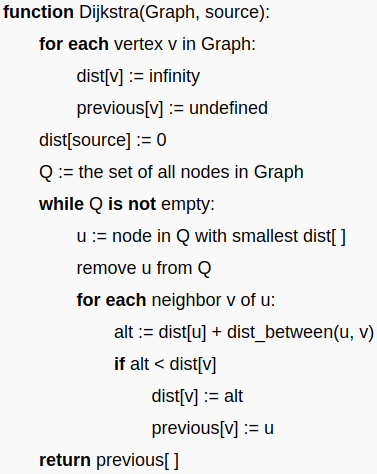 function Dijkstra(Graph, source):
for each vertex v in Graph:
dist[v] := infinity
previous[v] := undefined
dist[source] := 0
Q := the set of all nodes in Graph
while Q is not empty:
u := node in Q with smallest dist[ ]
remove u from Q
for each neighbor v of u:
alt := dist[u] + dist_between(u, v)
if alt < dist[v]
dist[v] := alt
previous[v] := u
return previous[ ]